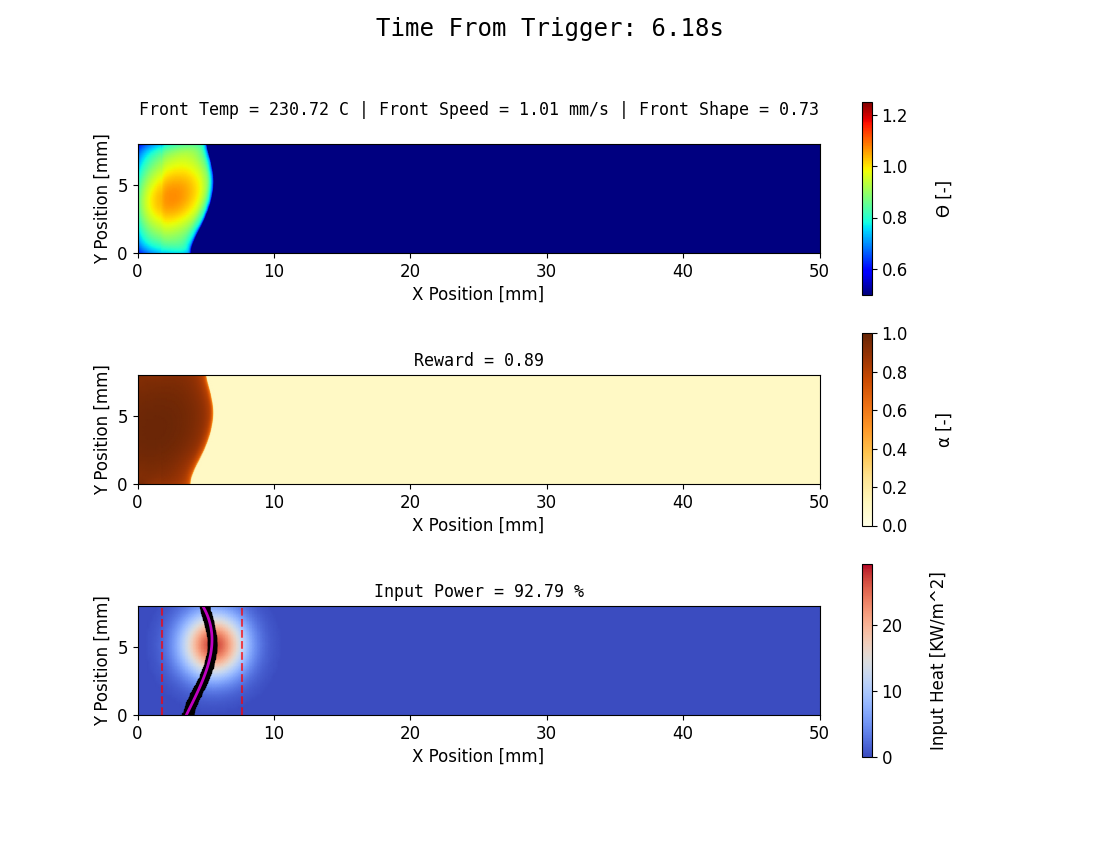 Time From Trigger: 6.18s
Front Temp = 230.72 C | Front Speed = 1.01 mm/s | Front Shape = 0.73
Y Position [mm]
5
0
0 10 20 30 40 50
X Position [mm]
1.2
1.0
0.8
0.6
Θ [-]
Reward = 0.89
Y Position [mm]
5
0
0 10 20 30 40 50
X Position [mm]
1.0
0.8
0.6
0.4
0.2
0.0
α [-]
Input Power = 92.79 %
Y Position [mm]
5
0
0 10 20 30 40 50
X Position [mm]
20
10
0
Input Heat [KW/m^2]